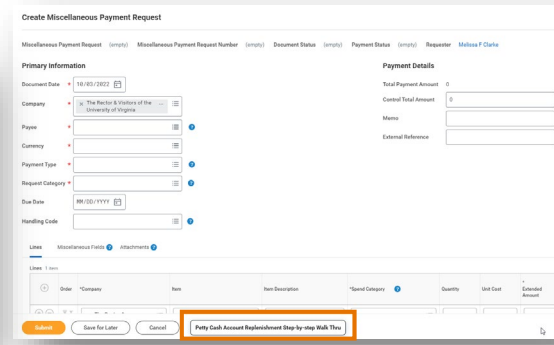 Create Miscellaneous Payment Request
Miscellaneous Payment Request (empty) Miscellaneous Payment Request Number (empty) Document Status (empty) Payment Status (empty) Requester Melissa F Clarke
Primary Information
Payment Details
Document Date * 10/03/2022
Total Payment Amount 0
Company * × The Rector & Visitors of the University of Virginia ...
Control Total Amount 0
Payee *
Memo
Currency *
External Reference
Payment Type *
Request Category *
Due Date MM/DD/YYYY
Handling Code
Lines Miscellaneous Fields ? Attachments ?
Lines 1 item
Order *Company Item Item Description *Spend Category ? Quantity Unit Cost *Extended Amount
Submit Save for Later Cancel Petty Cash Account Replenishment Step-by-step Walk Thru